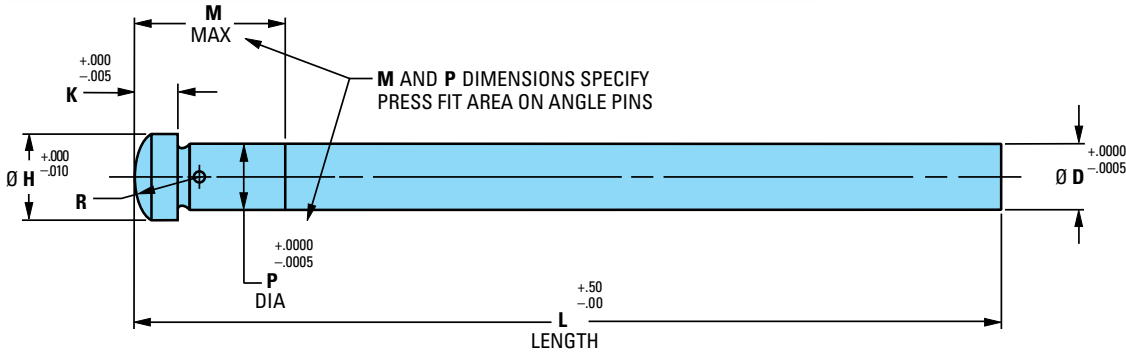 M
MAX
+.000
–.005
K
M AND P DIMENSIONS SPECIFY
PRESS FIT AREA ON ANGLE PINS
Ø H +.000
–.010
R
Ø D +.0000
–.0005
+.0000
–.0005
P
DIA
+.50
–.00
L
LENGTH